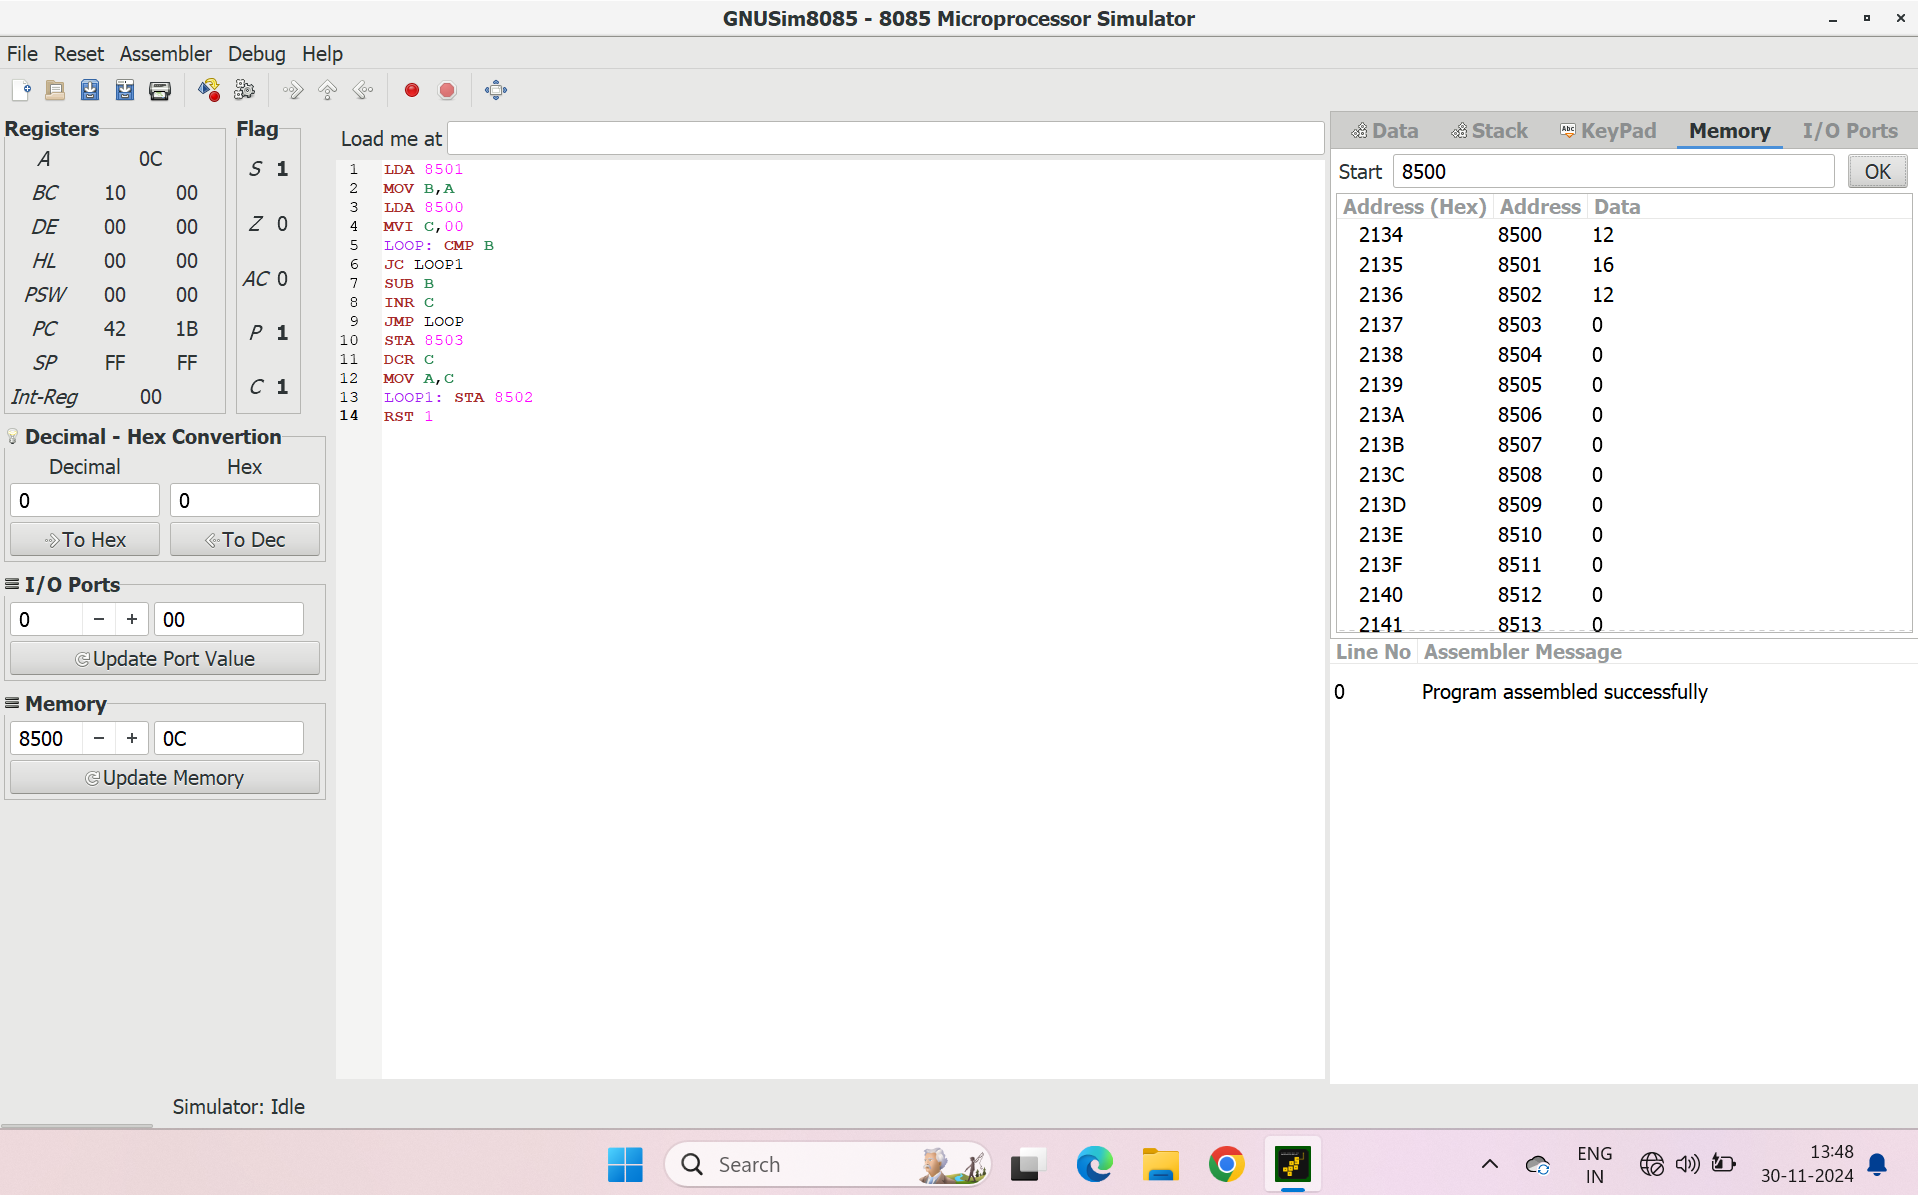 GNUSim8085 - 8085 Microprocessor Simulator
File Reset Assembler Debug Help
Registers
A 0C
BC 10 00
DE 00 00
HL 00 00
PSW 00 00
PC 42 1B
SP FF FF
Int-Reg 00
Flag
S 1
Z 0
AC 0
P 1
C 1
Decimal - Hex Convertion
Decimal Hex
0 0
To Hex To Dec
I/O Ports
0 − + 00
Update Port Value
Memory
8500 − + 0C
Update Memory
Load me at
1 LDA 8501
2 MOV B,A
3 LDA 8500
4 MVI C,00
5 LOOP: CMP B
6 JC LOOP1
7 SUB B
8 INR C
9 JMP LOOP
10 STA 8503
11 DCR C
12 MOV A,C
13 LOOP1: STA 8502
14 RST 1
Data Stack Abc KeyPad Memory I/O Ports
Start 8500 OK
Address (Hex) Address Data
2134 8500 12
2135 8501 16
2136 8502 12
2137 8503 0
2138 8504 0
2139 8505 0
213A 8506 0
213B 8507 0
213C 8508 0
213D 8509 0
213E 8510 0
213F 8511 0
2140 8512 0
2141 8513 0
Line No Assembler Message
0 Program assembled successfully
Simulator: Idle
Search
ENG
IN
13:48
30-11-2024